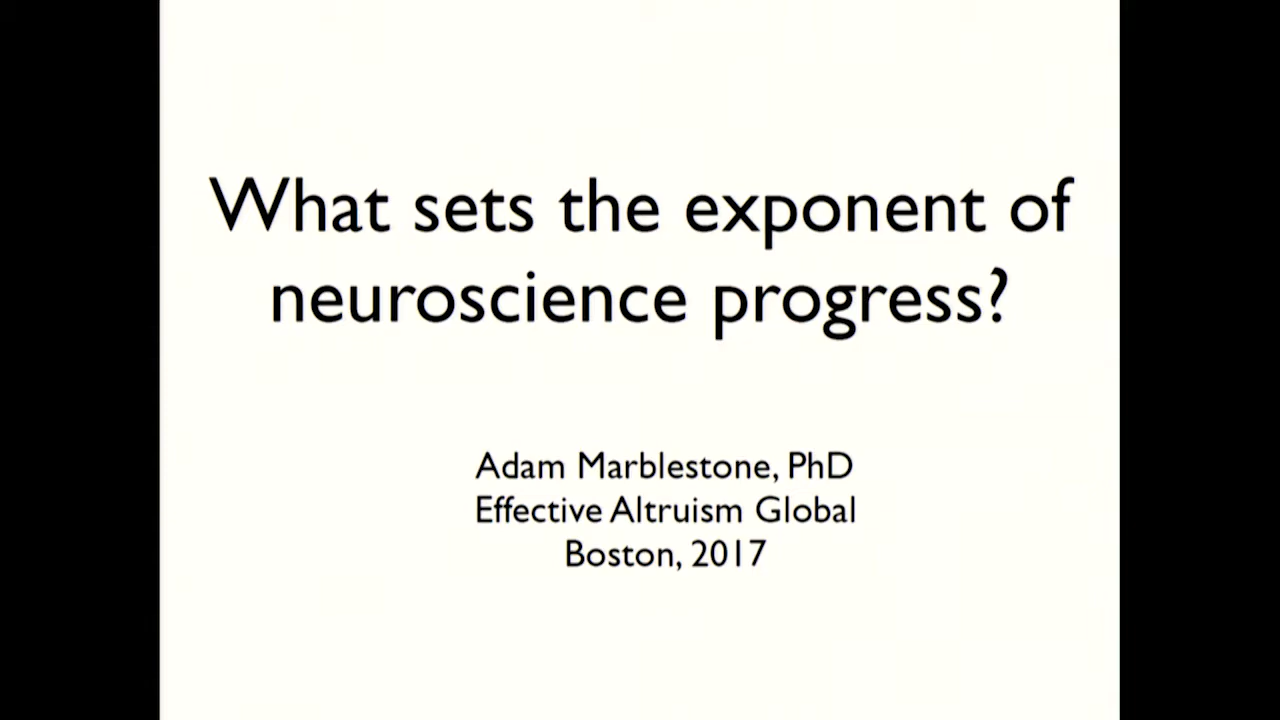 What sets the exponent of
neuroscience progress?
Adam Marblestone, PhD
Effective Altruism Global
Boston, 2017